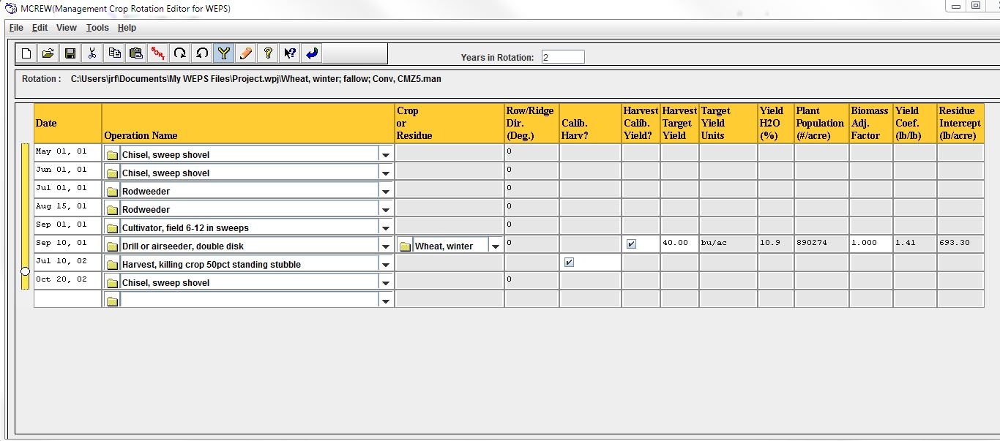 MCREW(Management Crop Rotation Editor for WEPS)
File Edit View Tools Help
SORT Y ? ? Years in Rotation: 2
Rotation : C:\Users\jrf\Documents\My WEPS Files\Project.wpj\Wheat, winter; fallow; Conv, CMZ5.man
Crop Row/Ridge Harvest Harvest Target Yield Plant Biomass Yield Residue
Date or Dir. Calib. Calib. Target Yield H2O Population Adj. Coef. Intercept
Operation Name Residue (Deg.) Harv? Yield? Yield Units (%) (#/acre) Factor (lb/lb) (lb/acre)
May 01, 01 Chisel, sweep shovel 0
Jun 01, 01 Chisel, sweep shovel 0
Jul 01, 01 Rodweeder 0
Aug 15, 01 Rodweeder 0
Sep 01, 01 Cultivator, field 6-12 in sweeps 0
Sep 10, 01 Drill or airseeder, double disk Wheat, winter 0 40.00 bu/ac 10.9 890274 1.000 1.41 693.30
Jul 10, 02 Harvest, killing crop 50pct standing stubble
Oct 20, 02 Chisel, sweep shovel 0